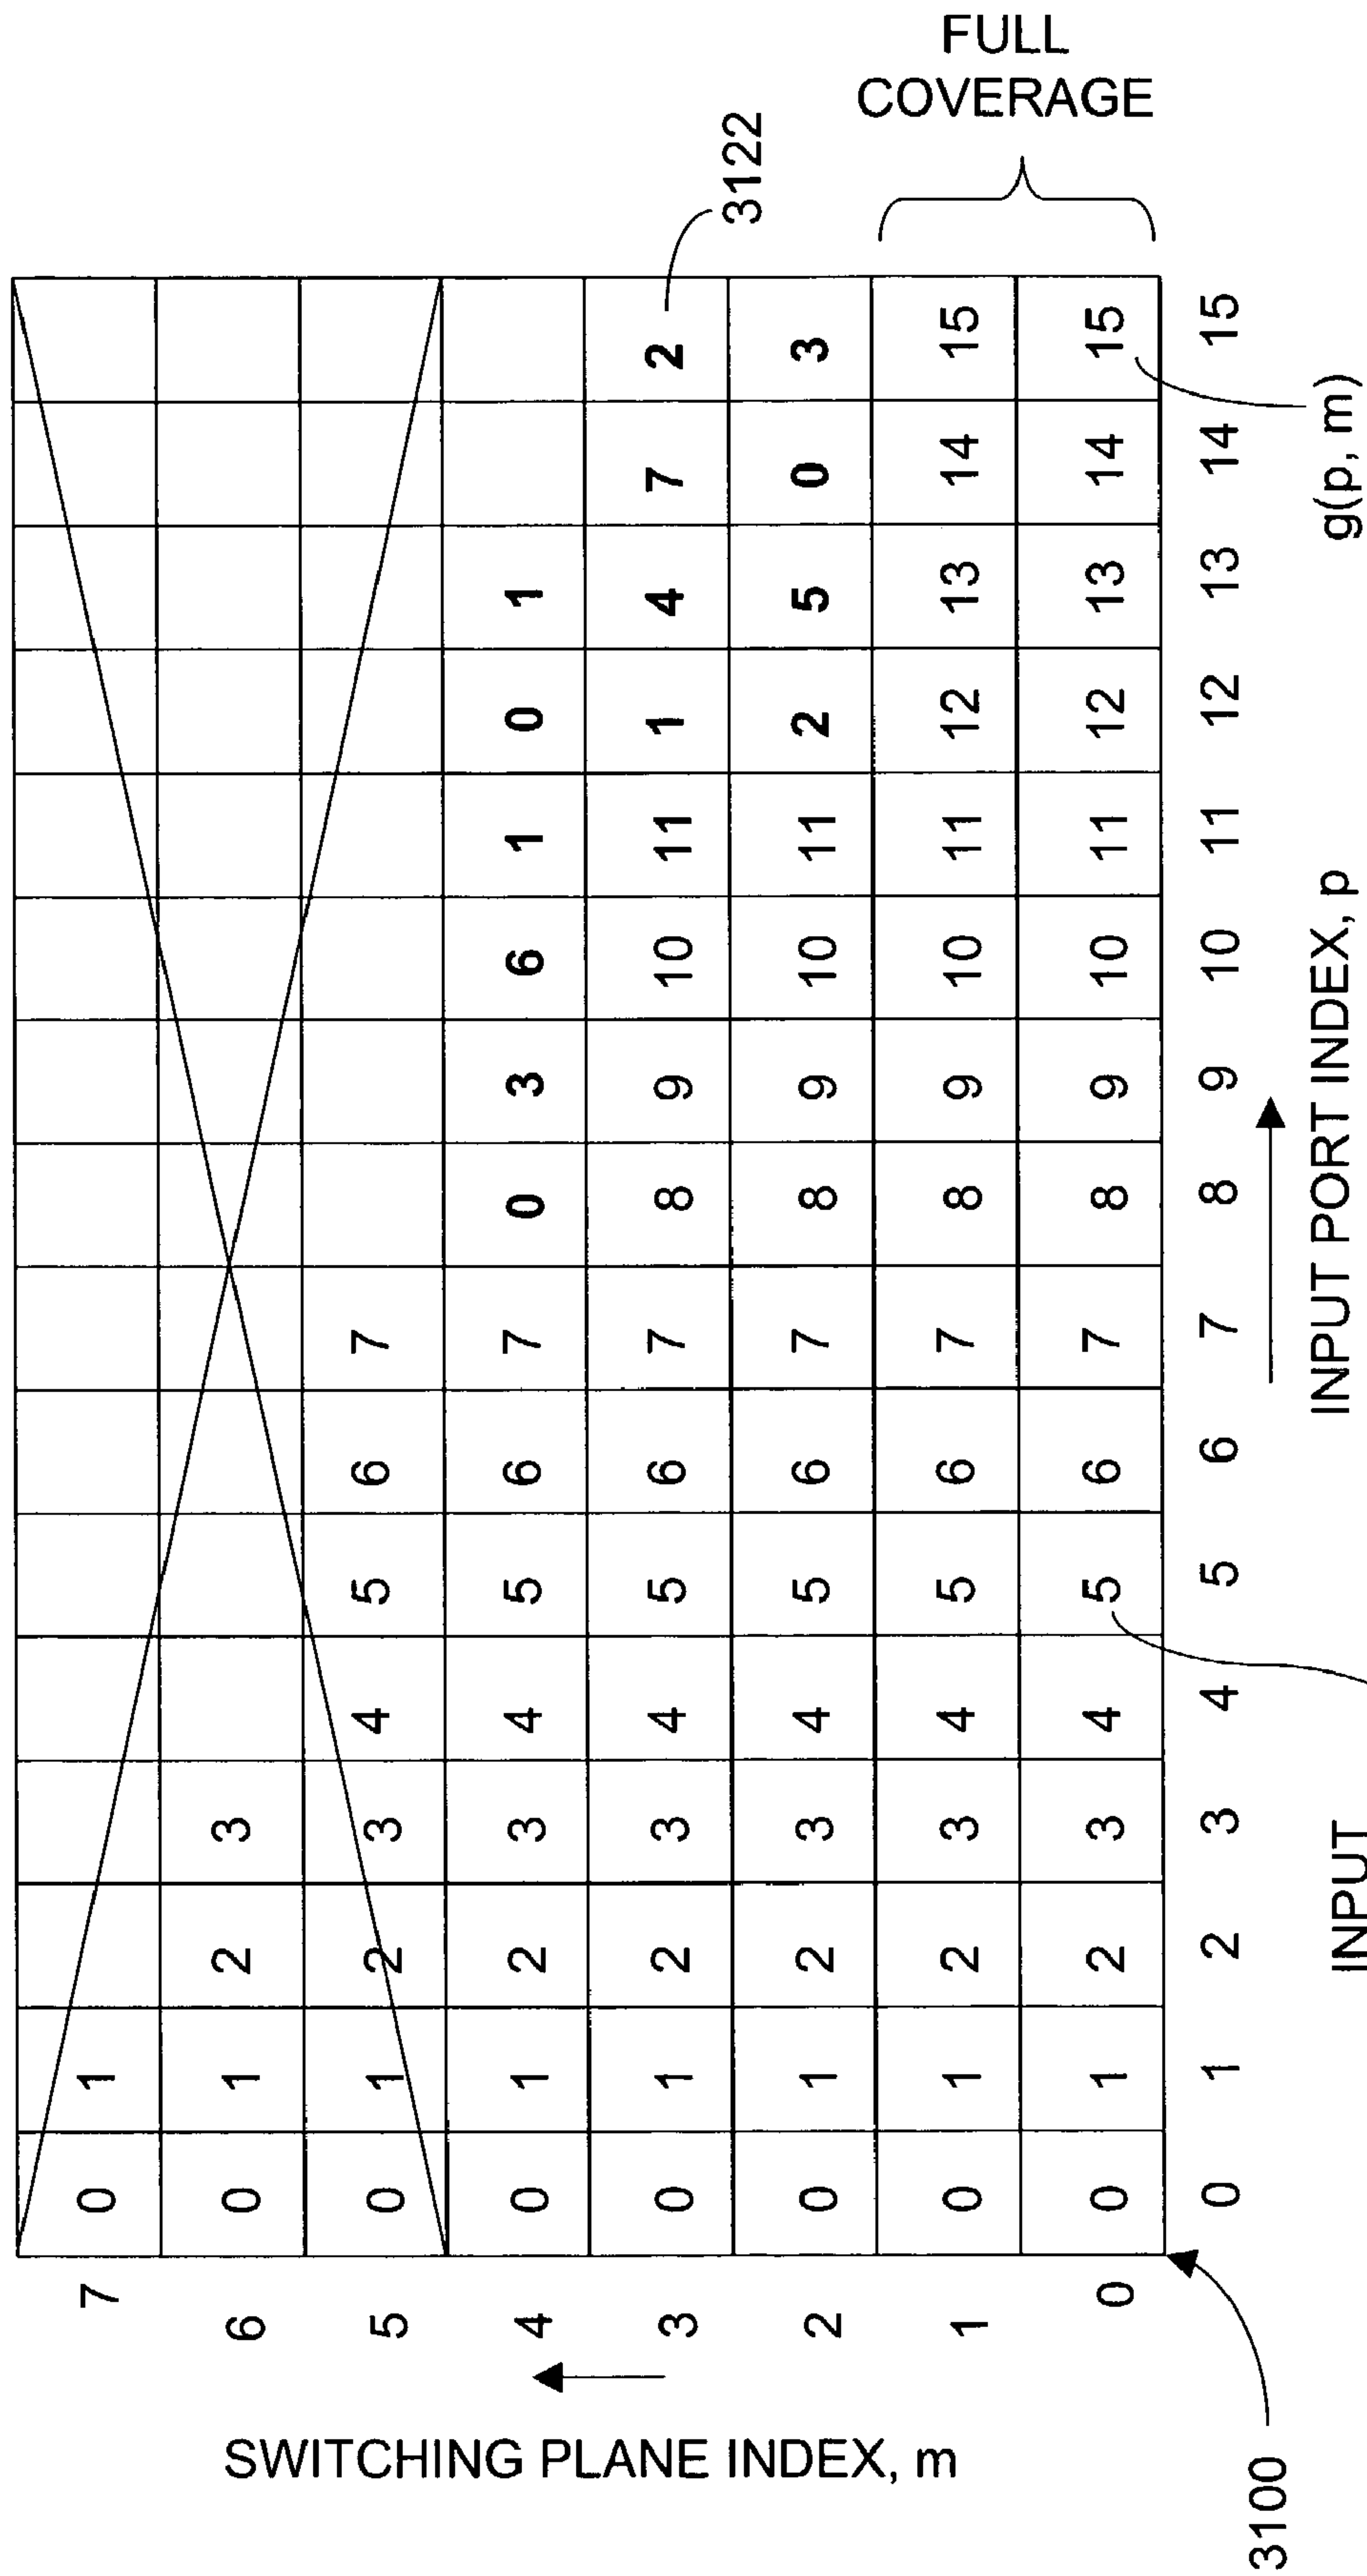 FULL
COVERAGE
3122
7 0 1
6 0 1 2 3
5 0 1 2 3 4 5 6 7
4 0 1 2 3 4 5 6 7 0 3 6 1 0 1
3 0 1 2 3 4 5 6 7 8 9 10 11 1 4 7 2
2 0 1 2 3 4 5 6 7 8 9 10 11 2 5 0 3
1 0 1 2 3 4 5 6 7 8 9 10 11 12 13 14 15
0 0 1 2 3 4 5 6 7 8 9 10 11 12 13 14 15
0 1 2 3 4 5 6 7 8 9 10 11 12 13 14 15
SWITCHING PLANE INDEX, m
INPUT PORT INDEX, p
g(p, m)
INPUT
3100